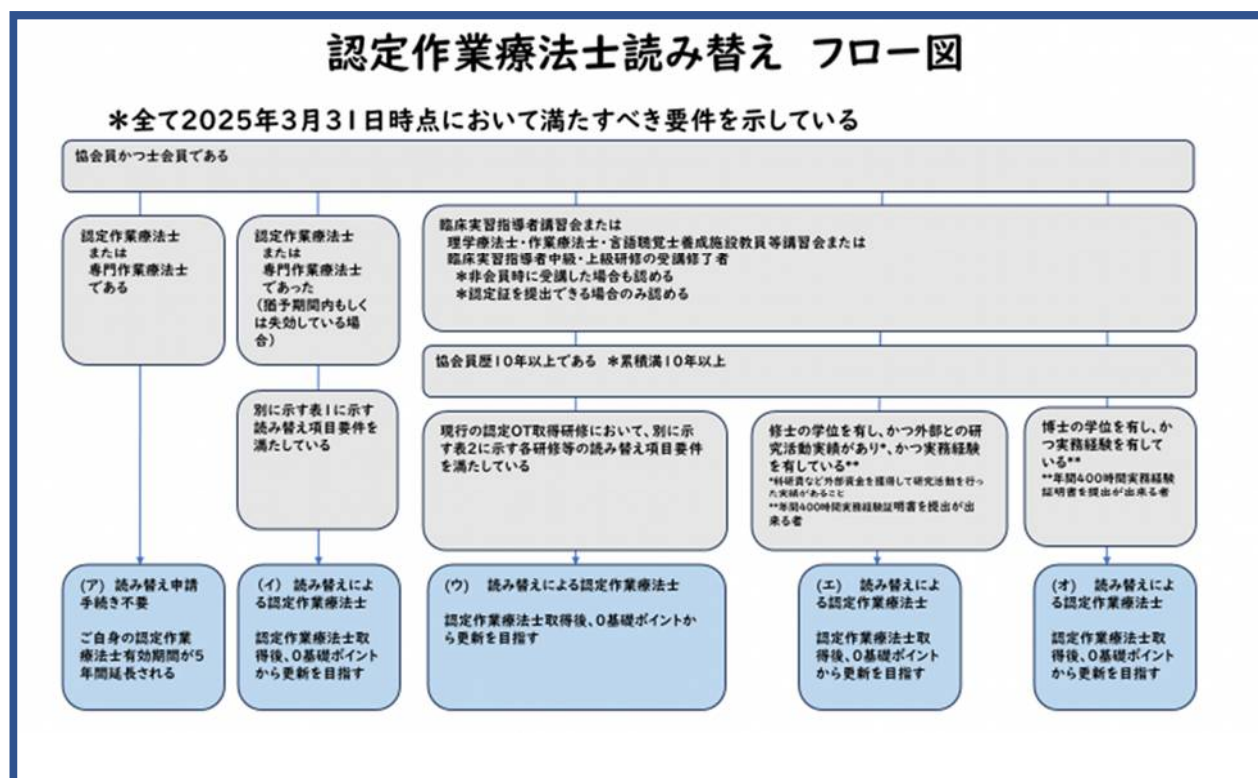 認定作業療法士読み替え フロー図
＊全て2025年3月31日時点において満たすべき要件を示している
協会員かつ士会員である
認定作業療法士
または
専門作業療法士
である
認定作業療法士
または
専門作業療法士
であった
（猶予期間内もしく
は失効している場
合）
臨床実習指導者講習会または
理学療法士・作業療法士・言語聴覚士養成施設教員等講習会または
臨床実習指導者中級・上級研修の受講修了者
＊非会員時に受講した場合も認める
＊認定証を提出できる場合のみ認める
協会員歴10年以上である ＊累積満10年以上
別に示す表1に示す
読み替え項目要件を
満たしている
現行の認定OT取得研修において、別に示
す表2に示す各研修等の読み替え項目要件
を満たしている
修士の学位を有し、かつ外部との研
究活動実績があり*、かつ実務経験
を有している**
*科研費など外部資金を獲得して研究活動を行っ
た実績があること
**年間400時間実務経験証明書を提出が出
来る者
博士の学位を有し、か
つ実務経験を有して
いる**
**年間400時間実務経験
証明書を提出が出来る者
(ア) 読み替え申請
手続き不要
ご自身の認定作業
療法士有効期間が5
年間延長される
(イ) 読み替えによ
る認定作業療法士
認定作業療法士取
得後、0基礎ポイント
から更新を目指す
(ウ) 読み替えによる認定作業療法士
認定作業療法士取得後、0基礎ポイントか
ら更新を目指す
(エ) 読み替えによ
る認定作業療法士
認定作業療法士取
得後、0基礎ポイント
から更新を目指す
(オ) 読み替えによ
る認定作業療法士
認定作業療法士取
得後、0基礎ポイント
から更新を目指す